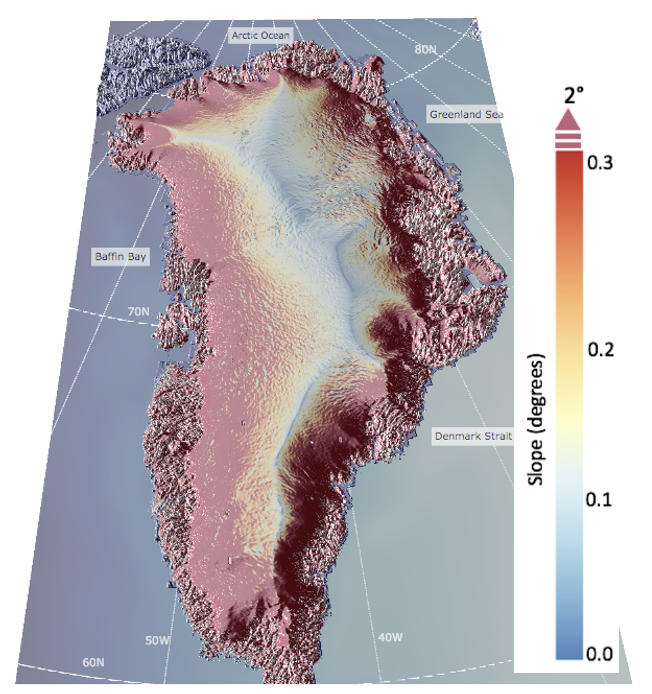 Arctic Ocean
80N
2°
Greenland Sea
0.3
Baffin Bay
70N
0.2
Slope (degrees)
Denmark Strait
0.1
50W
40W
0.0
60N